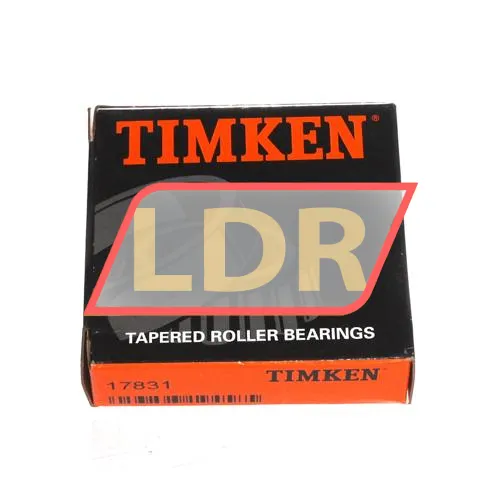 TIMKEN®
LDR
TAPERED ROLLER BEARINGS
17831 TIMKEN